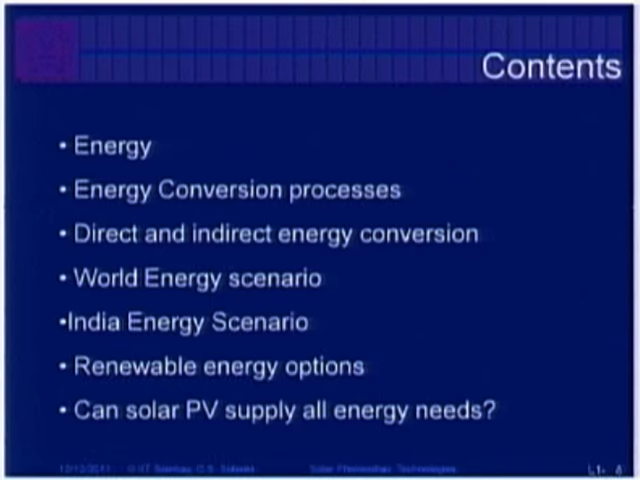 Contents
• Energy
• Energy Conversion processes
• Direct and indirect energy conversion
• World Energy scenario
•India Energy Scenario
• Renewable energy options
• Can solar PV supply all energy needs?